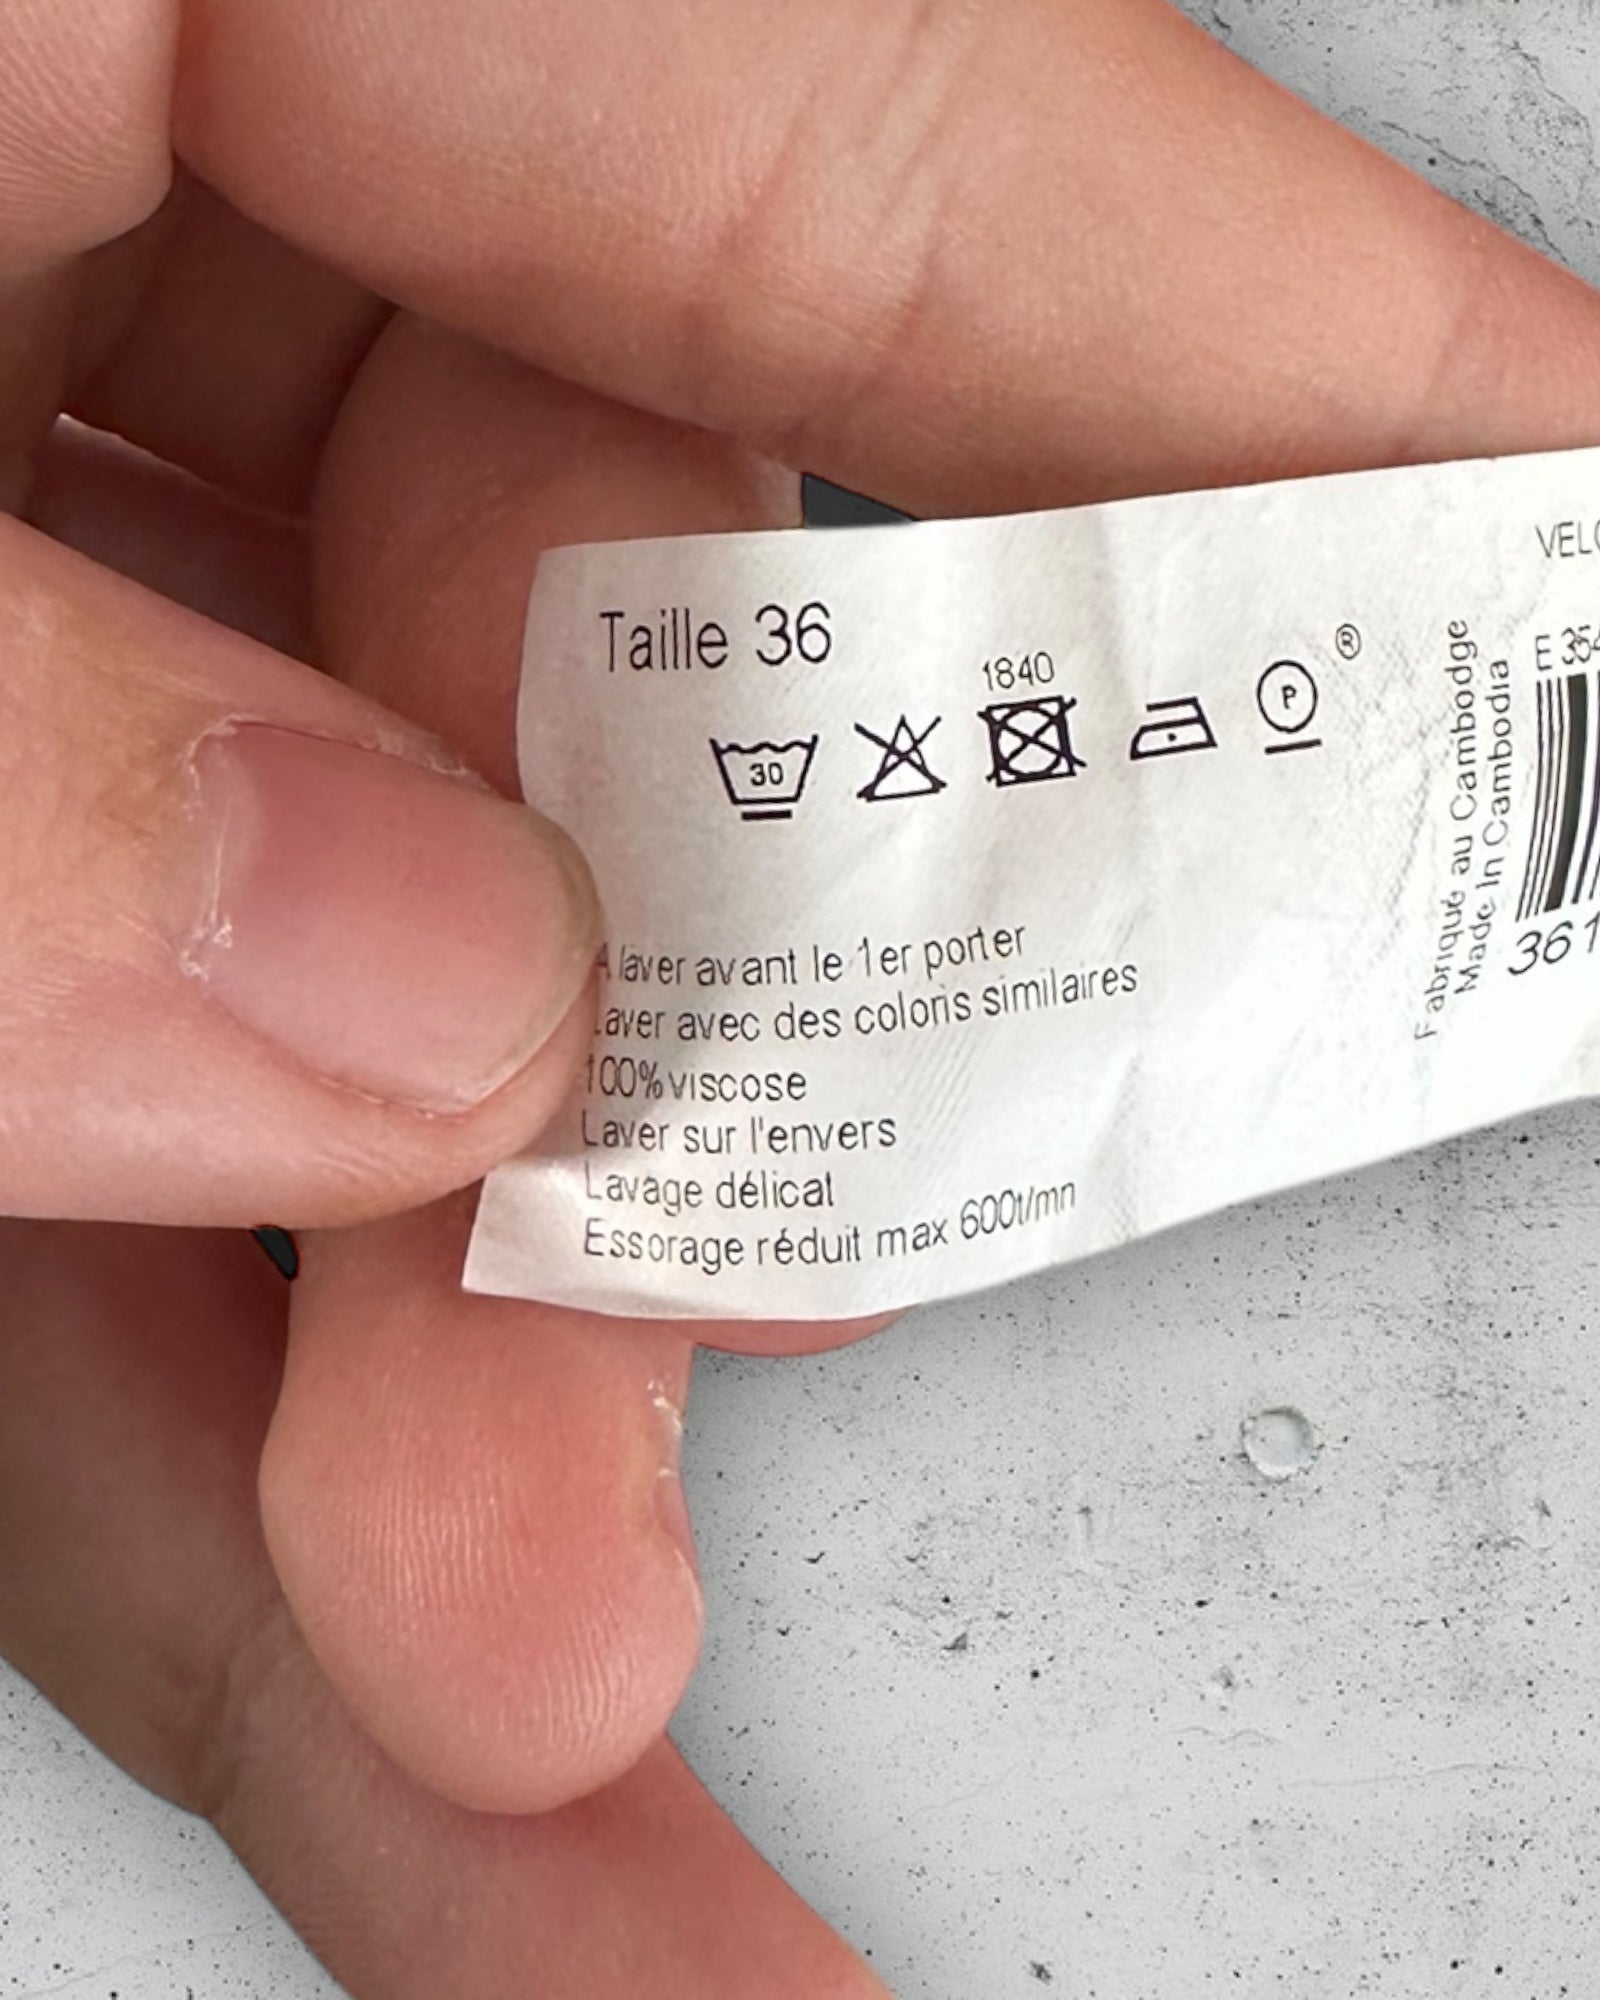 Taille 36
1840
30
P
®
A laver avant le 1er porter
Laver avec des coloris similaires
100% viscose
Laver sur l'envers
Lavage délicat
Essorage réduit max 600t/mn
Fabriqué au Cambodge
Made In Cambodia